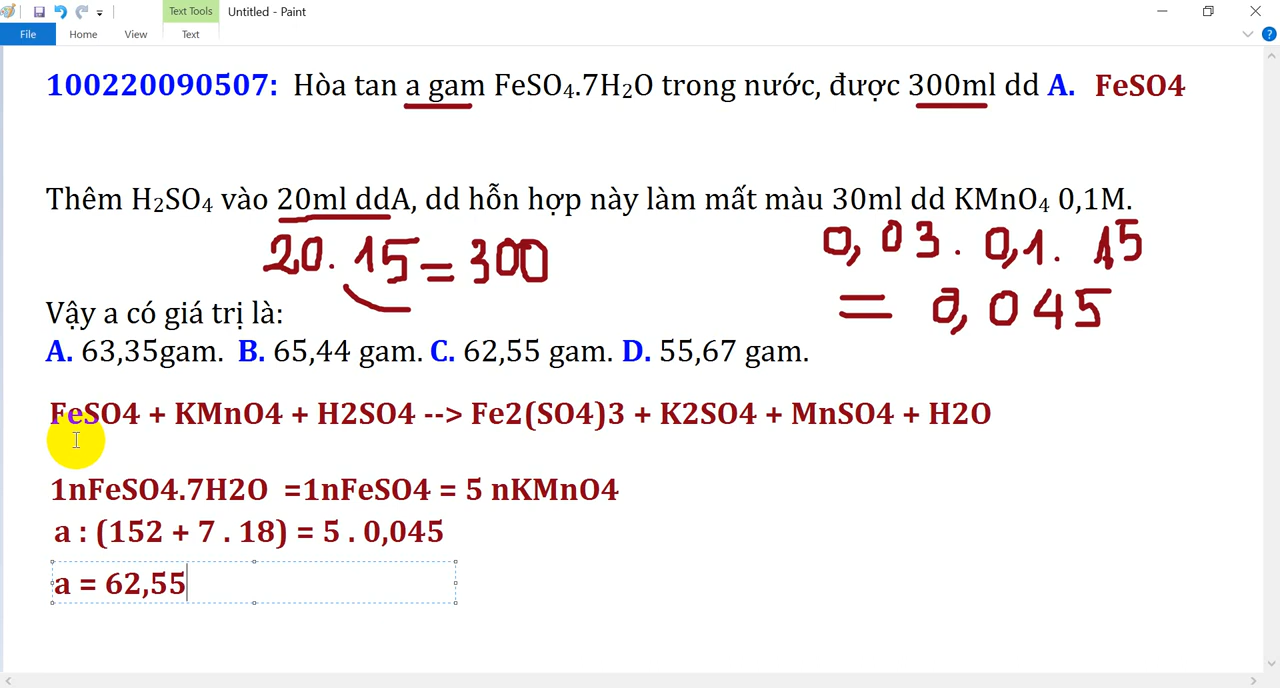 Text Tools
Untitled - Paint
File Home View Text
100220090507: Hòa tan a gam FeSO₄.7H₂O trong nước, được 300ml dd A. FeSO4
Thêm H₂SO₄ vào 20ml ddA, dd hỗn hợp này làm mất màu 30ml dd KMnO₄ 0,1M.
20.15=300
0,03.0,1.15
= 0,045
Vậy a có giá trị là:
A. 63,35gam. B. 65,44 gam. C. 62,55 gam. D. 55,67 gam.
FeSO4 + KMnO4 + H2SO4 --> Fe2(SO4)3 + K2SO4 + MnSO4 + H2O
1nFeSO4.7H2O =1nFeSO4 = 5 nKMnO4
a : (152 + 7 . 18) = 5 . 0,045
a = 62,55